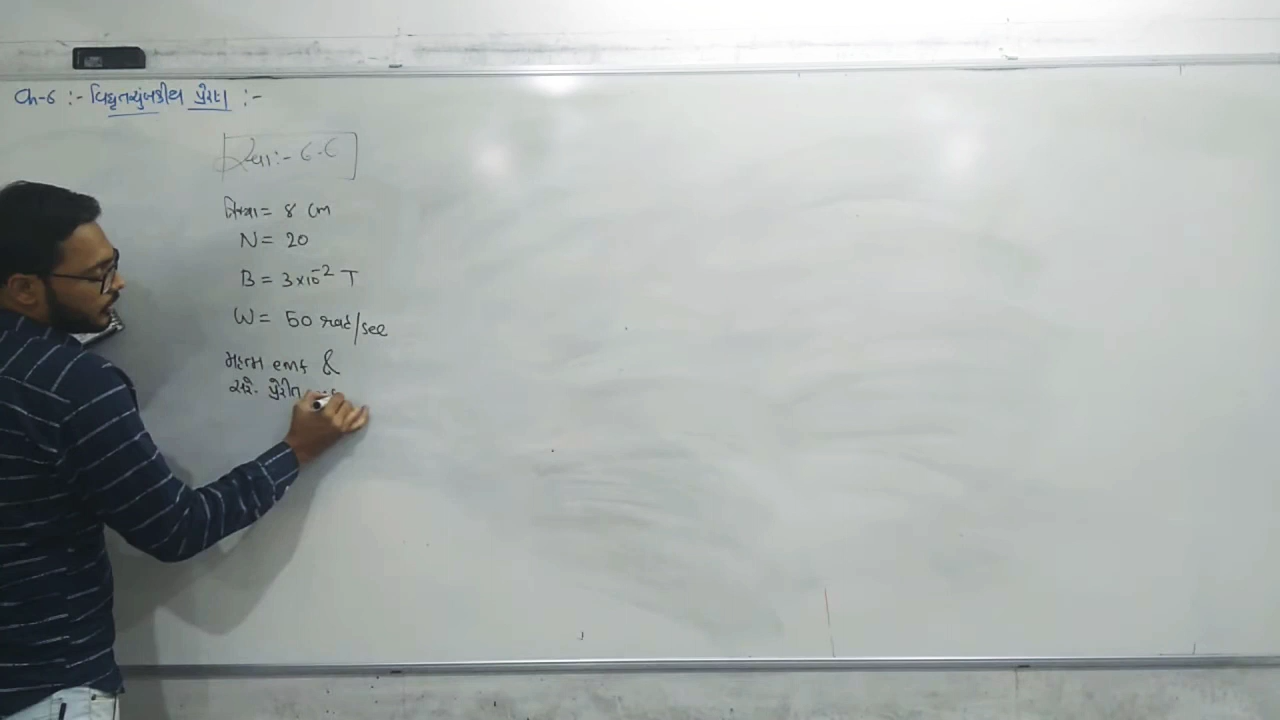 Ch-6 :- વિદ્યુતચુંબકીય પ્રેરણ :-
સ્વા:- 6.6
ત્રિજ્યા = 8 cm
N = 20
B = 3×10⁻² T
W = 50 rad/sec
મહત્તમ emf &
સરે. પ્રેરીત